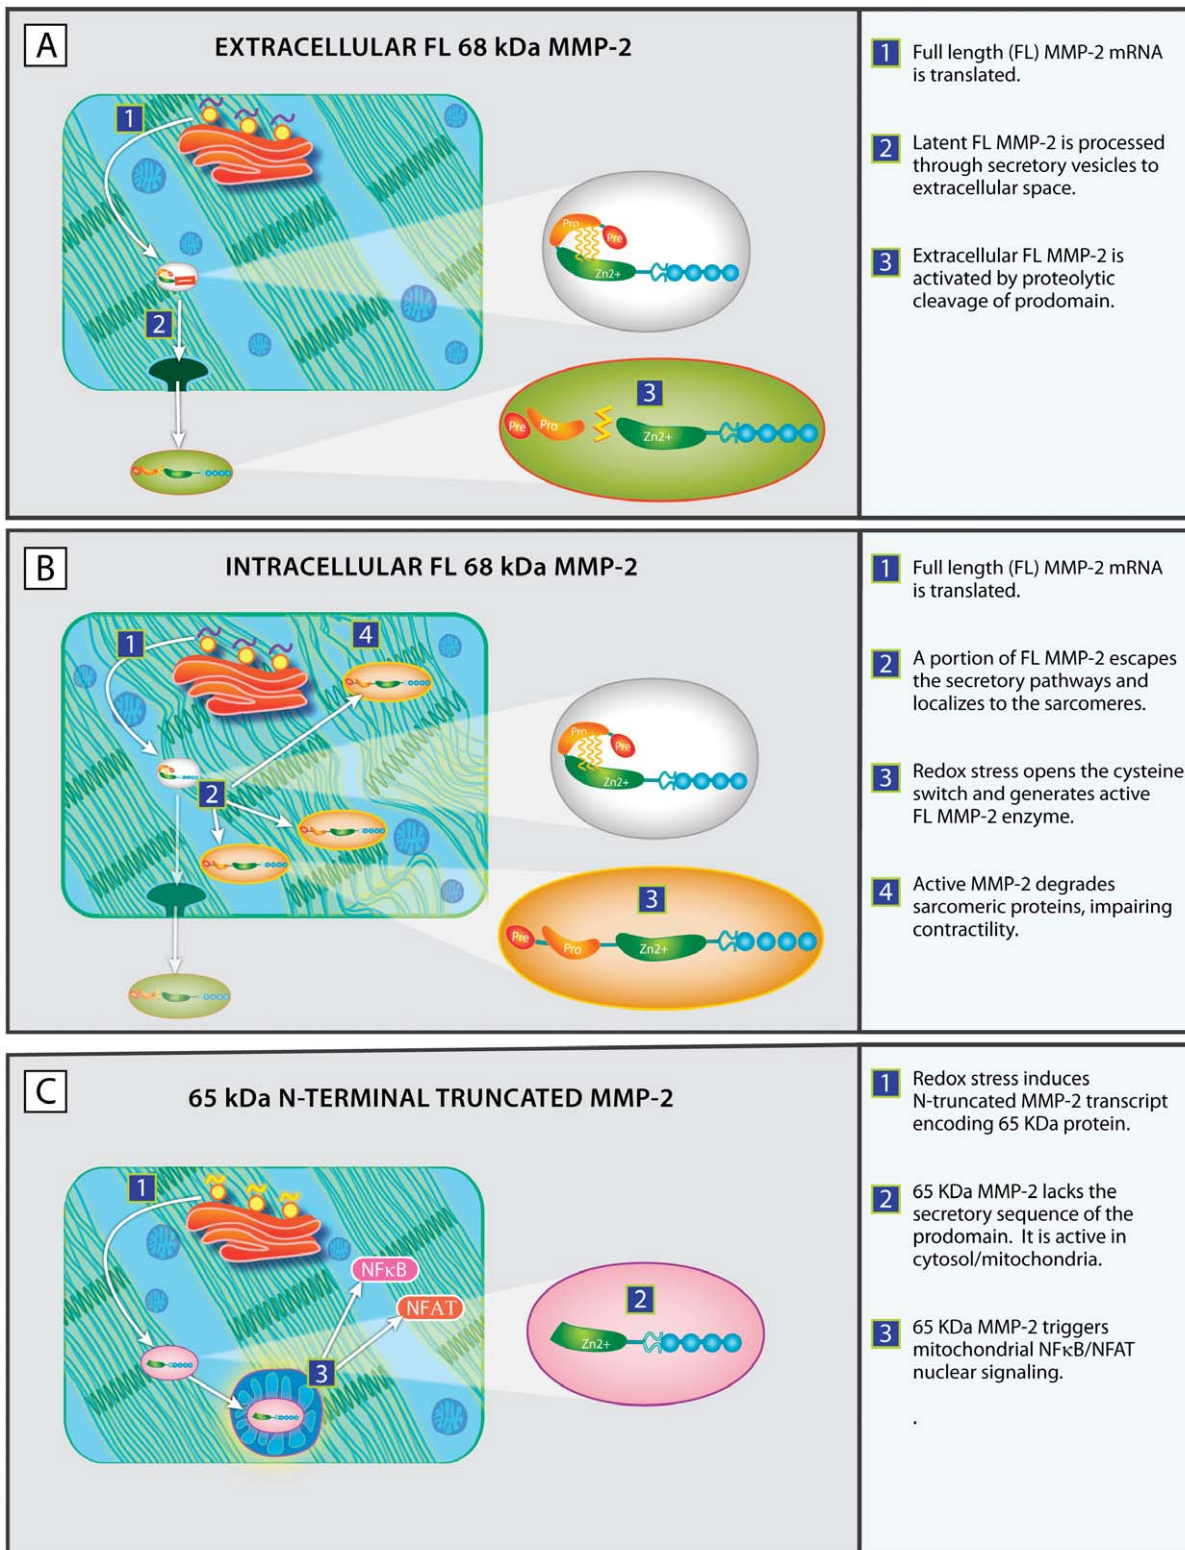 A
EXTRACELLULAR FL 68 kDa MMP-2
1
Pro
Pre
Zn2+
2
3
Pre
Pro
Zn2+
1 Full length (FL) MMP-2 mRNA
is translated.
2 Latent FL MMP-2 is processed
through secretory vesicles to
extracellular space.
3 Extracellular FL MMP-2 is
activated by proteolytic
cleavage of prodomain.
B
INTRACELLULAR FL 68 kDa MMP-2
1
4
Pro
Pre
Zn2+
2
3
Pre
Pro
Zn2+
1 Full length (FL) MMP-2 mRNA
is translated.
2 A portion of FL MMP-2 escapes
the secretory pathways and
localizes to the sarcomeres.
3 Redox stress opens the cysteine
switch and generates active
FL MMP-2 enzyme.
4 Active MMP-2 degrades
sarcomeric proteins, impairing
contractility.
C
65 kDa N-TERMINAL TRUNCATED MMP-2
1
NFκB
NFAT
2
Zn2+
3
1 Redox stress induces
N-truncated MMP-2 transcript
encoding 65 KDa protein.
2 65 KDa MMP-2 lacks the
secretory sequence of the
prodomain. It is active in
cytosol/mitochondria.
3 65 KDa MMP-2 triggers
mitochondrial NFκB/NFAT
nuclear signaling.
.